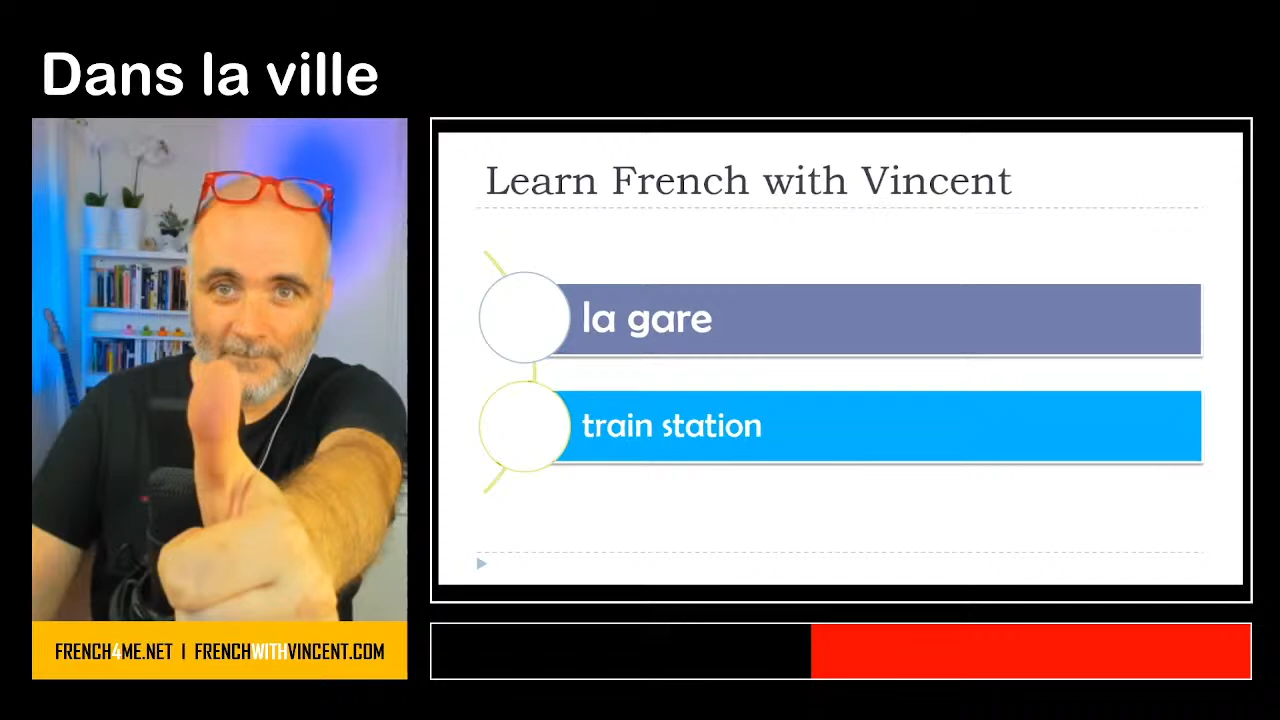 Dans la ville
Learn French with Vincent
la gare
train station
FRENCH4ME.NET I FRENCHWITHVINCENT.COM